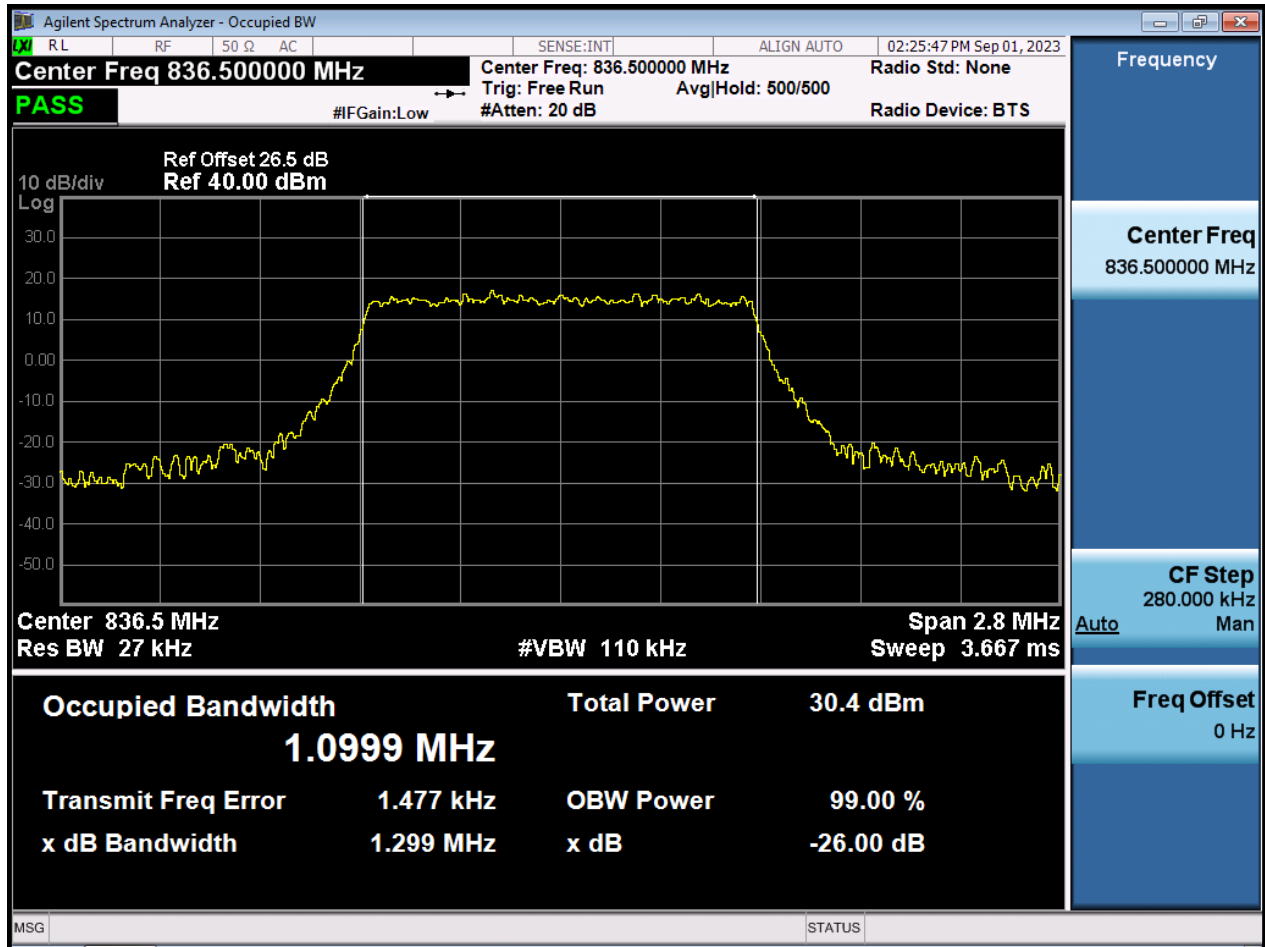 Agilent Spectrum Analyzer - Occupied BW
LXI RL RF 50 Ω AC SENSE:INT ALIGN AUTO 02:25:47 PM Sep 01, 2023
Center Freq 836.500000 MHz
PASS
#IFGain:Low
Center Freq: 836.500000 MHz
Trig: Free Run Avg|Hold: 500/500
#Atten: 20 dB
Radio Std: None
Radio Device: BTS
Ref Offset 26.5 dB
10 dB/div Ref 40.00 dBm
Log
30.0
20.0
10.0
0.00
-10.0
-20.0
-30.0
-40.0
-50.0
Center 836.5 MHz Span 2.8 MHz
Res BW 27 kHz #VBW 110 kHz Sweep 3.667 ms
Occupied Bandwidth Total Power 30.4 dBm
1.0999 MHz
Transmit Freq Error 1.477 kHz OBW Power 99.00 %
x dB Bandwidth 1.299 MHz x dB -26.00 dB
MSG STATUS
Frequency
Center Freq
836.500000 MHz
CF Step
280.000 kHz
Auto Man
Freq Offset
0 Hz